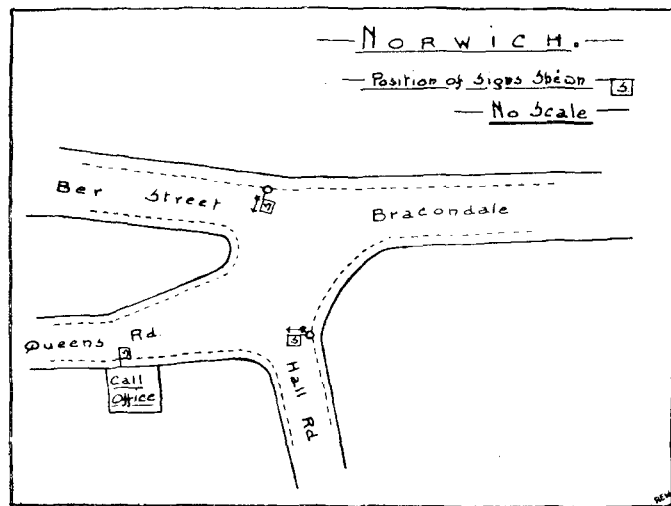 NORWICH.
Position of Signs Shewn S
No Scale
Ber Street
S
Bracondale
S
Queens Rd.
S
Call
Office
Hall Rd